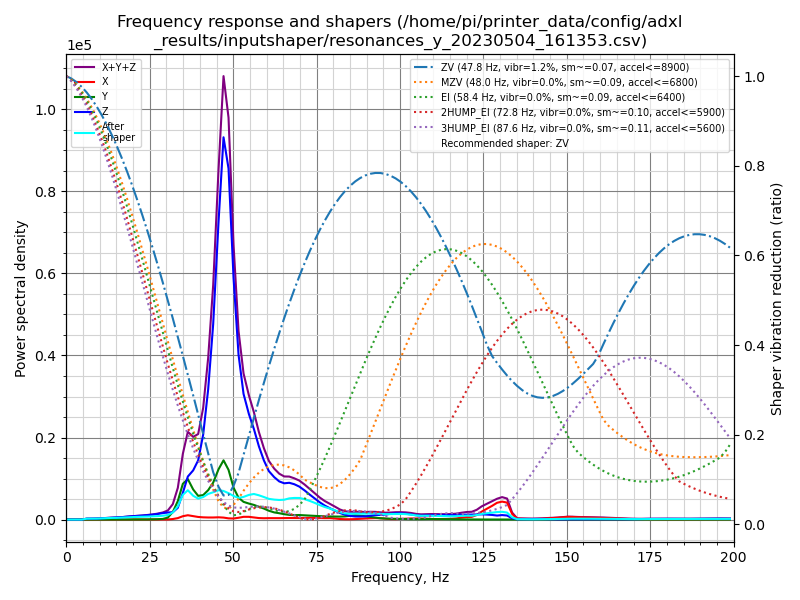 Frequency response and shapers (/home/pi/printer_data/config/adxl
_results/inputshaper/resonances_y_20230504_161353.csv)
1e5
X+Y+Z
X
Y
Z
After
shaper
ZV (47.8 Hz, vibr=1.2%, sm~=0.07, accel<=8900)
MZV (48.0 Hz, vibr=0.0%, sm~=0.09, accel<=6800)
EI (58.4 Hz, vibr=0.0%, sm~=0.09, accel<=6400)
2HUMP_EI (72.8 Hz, vibr=0.0%, sm~=0.10, accel<=5900)
3HUMP_EI (87.6 Hz, vibr=0.0%, sm~=0.11, accel<=5600)
Recommended shaper: ZV
Power spectral density
1.0
0.8
0.6
0.4
0.2
0.0
1.0
0.8
0.6
0.4
0.2
0.0
Shaper vibration reduction (ratio)
0 25 50 75 100 125 150 175 200
Frequency, Hz